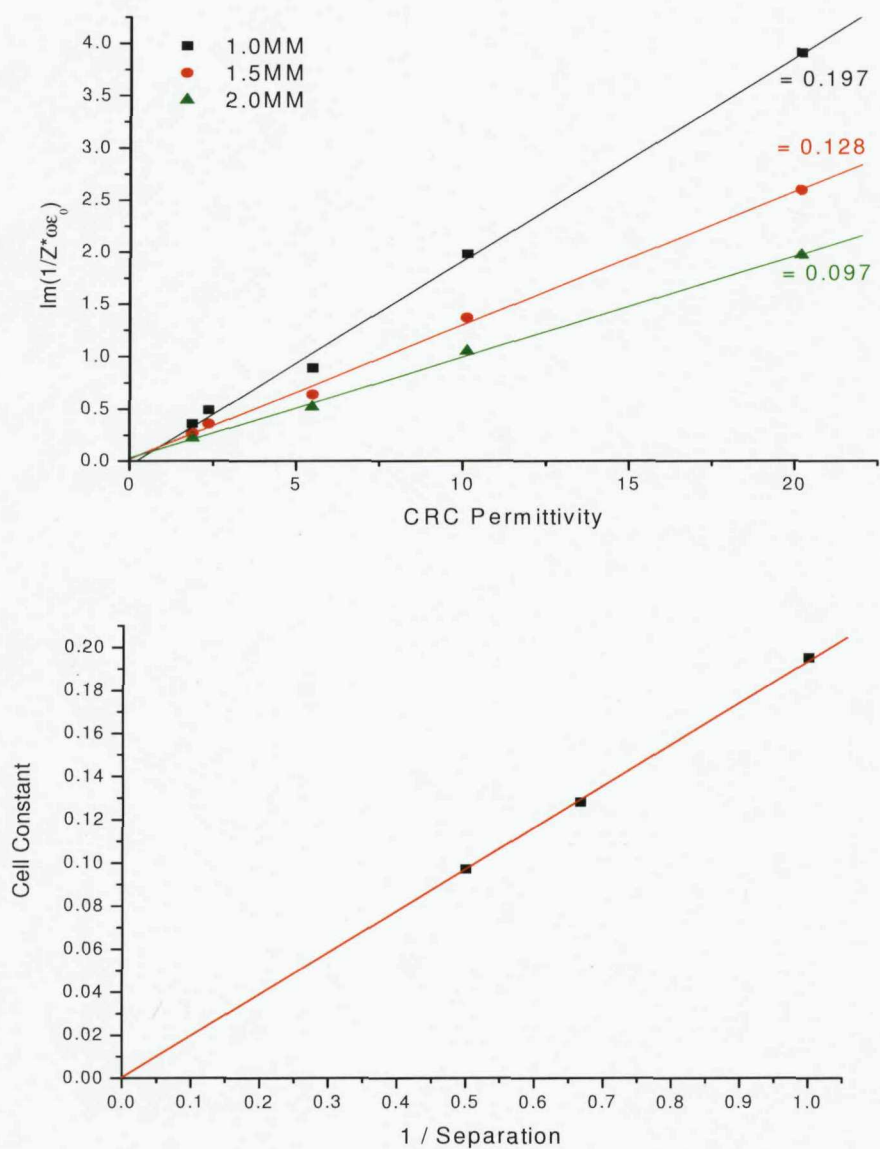 4.0
3.5
3.0
2.5
2.0
1.5
1.0
0.5
0.0
Im(1/Z*ωε₀)
1.0MM
1.5MM
2.0MM
= 0.197
= 0.128
= 0.097
0 5 10 15 20
CRC Permittivity
0.20
0.18
0.16
0.14
0.12
0.10
0.08
0.06
0.04
0.02
0.00
Cell Constant
0.0 0.1 0.2 0.3 0.4 0.5 0.6 0.7 0.8 0.9 1.0
1 / Separation